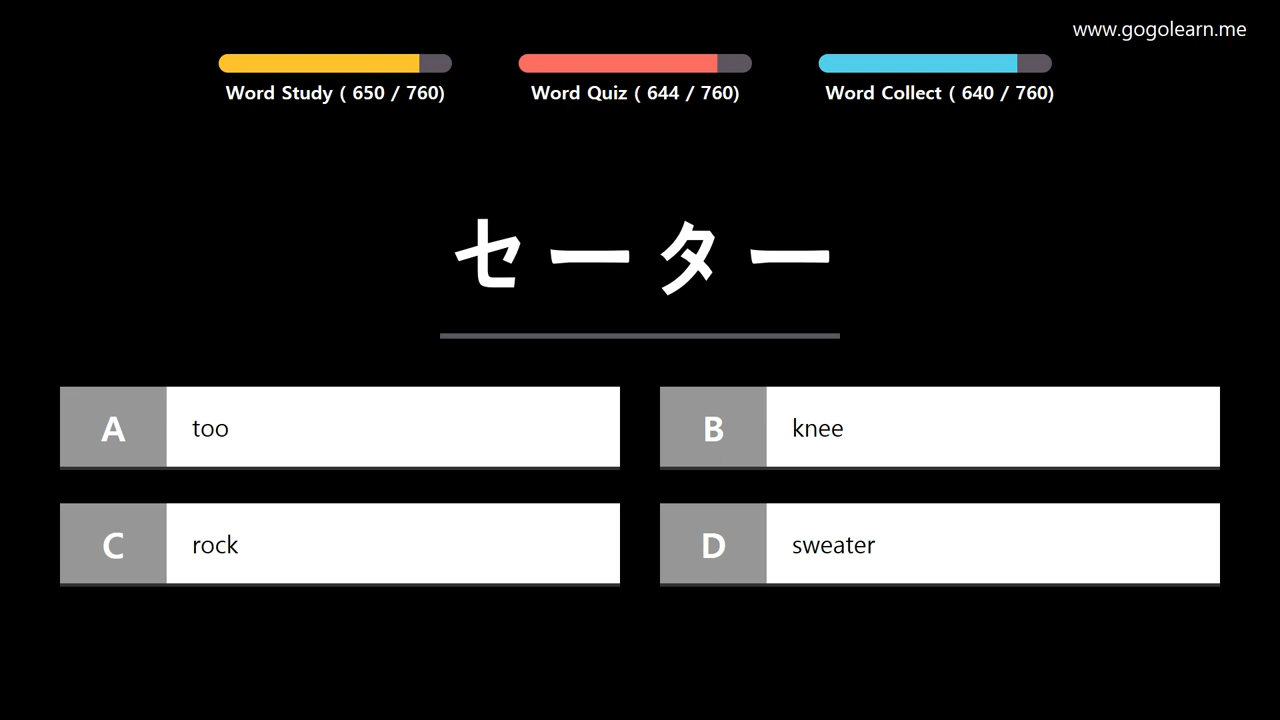 www.gogolearn.me
Word Study ( 650 / 760)
Word Quiz ( 644 / 760)
Word Collect ( 640 / 760)
セーター
A too
B knee
C rock
D sweater